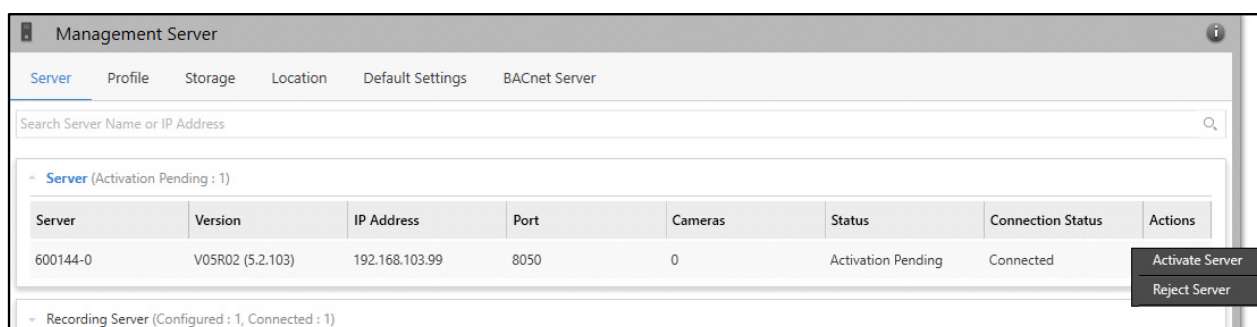 Management Server
Server Profile Storage Location Default Settings BACnet Server
Search Server Name or IP Address
Server (Activation Pending : 1)
Server Version IP Address Port Cameras Status Connection Status Actions
600144-0 V05R02 (5.2.103) 192.168.103.99 8050 0 Activation Pending Connected
Activate Server
Reject Server
Recording Server (Configured : 1, Connected : 1)